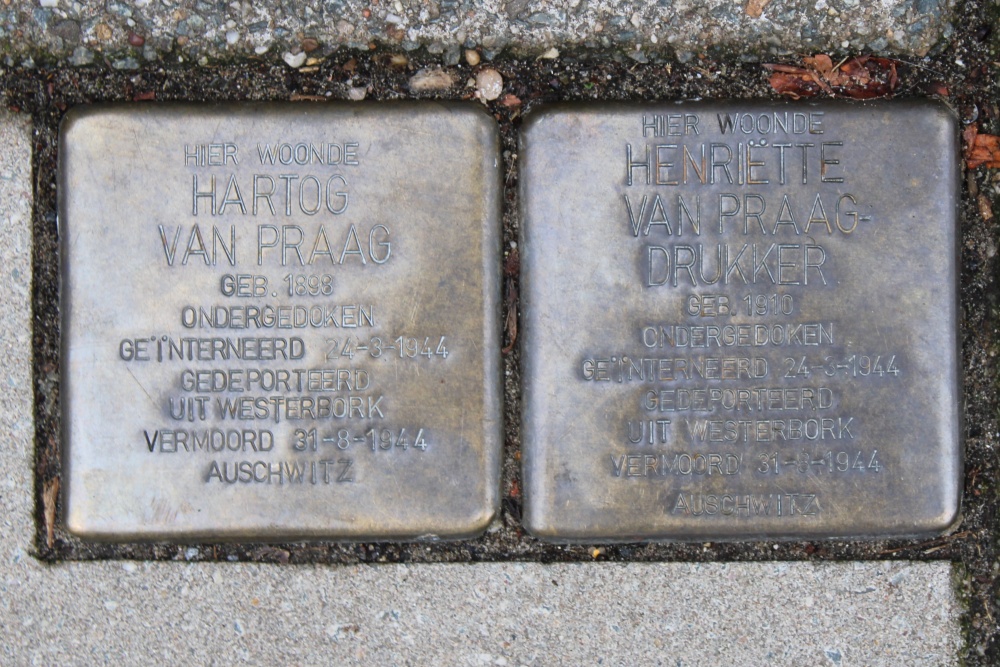 HIER WOONDE
HARTOG
VAN PRAAG
GEB. 1898
ONDERGEDOKEN
GEÏNTERNEERD 24-3-1944
GEDEPORTEERD
UIT WESTERBORK
VERMOORD 31-8-1944
AUSCHWITZ
HIER WOONDE
HENRIËTTE
VAN PRAAG-
DRUKKER
GEB. 1910
ONDERGEDOKEN
GEÏNTERNEERD 24-3-1944
GEDEPORTEERD
UIT WESTERBORK
VERMOORD 31-8-1944
AUSCHWITZ